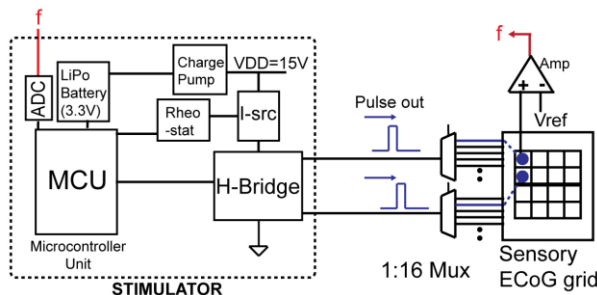 f
f
ADC
LiPo
Battery
(3.3V)
Charge
Pump
VDD=15V
Rheo
-stat
I-src
MCU
H-Bridge
Microcontroller
Unit
STIMULATOR
Pulse out
1:16 Mux
Amp
+ -
Vref
Sensory
ECoG grid